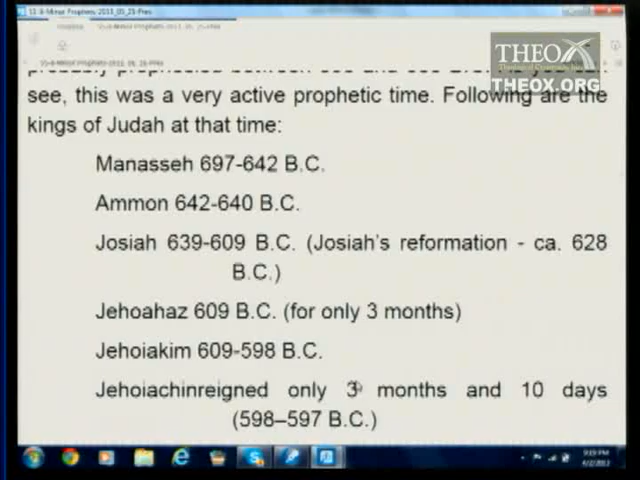 THEOX
THEOX.ORG
see, this was a very active prophetic time. Following are the
kings of Judah at that time:
Manasseh 697-642 B.C.
Ammon 642-640 B.C.
Josiah 639-609 B.C. (Josiah's reformation - ca. 628
B.C.)
Jehoahaz 609 B.C. (for only 3 months)
Jehoiakim 609-598 B.C.
Jehoiachinreigned only 3 months and 10 days
(598–597 B.C.)